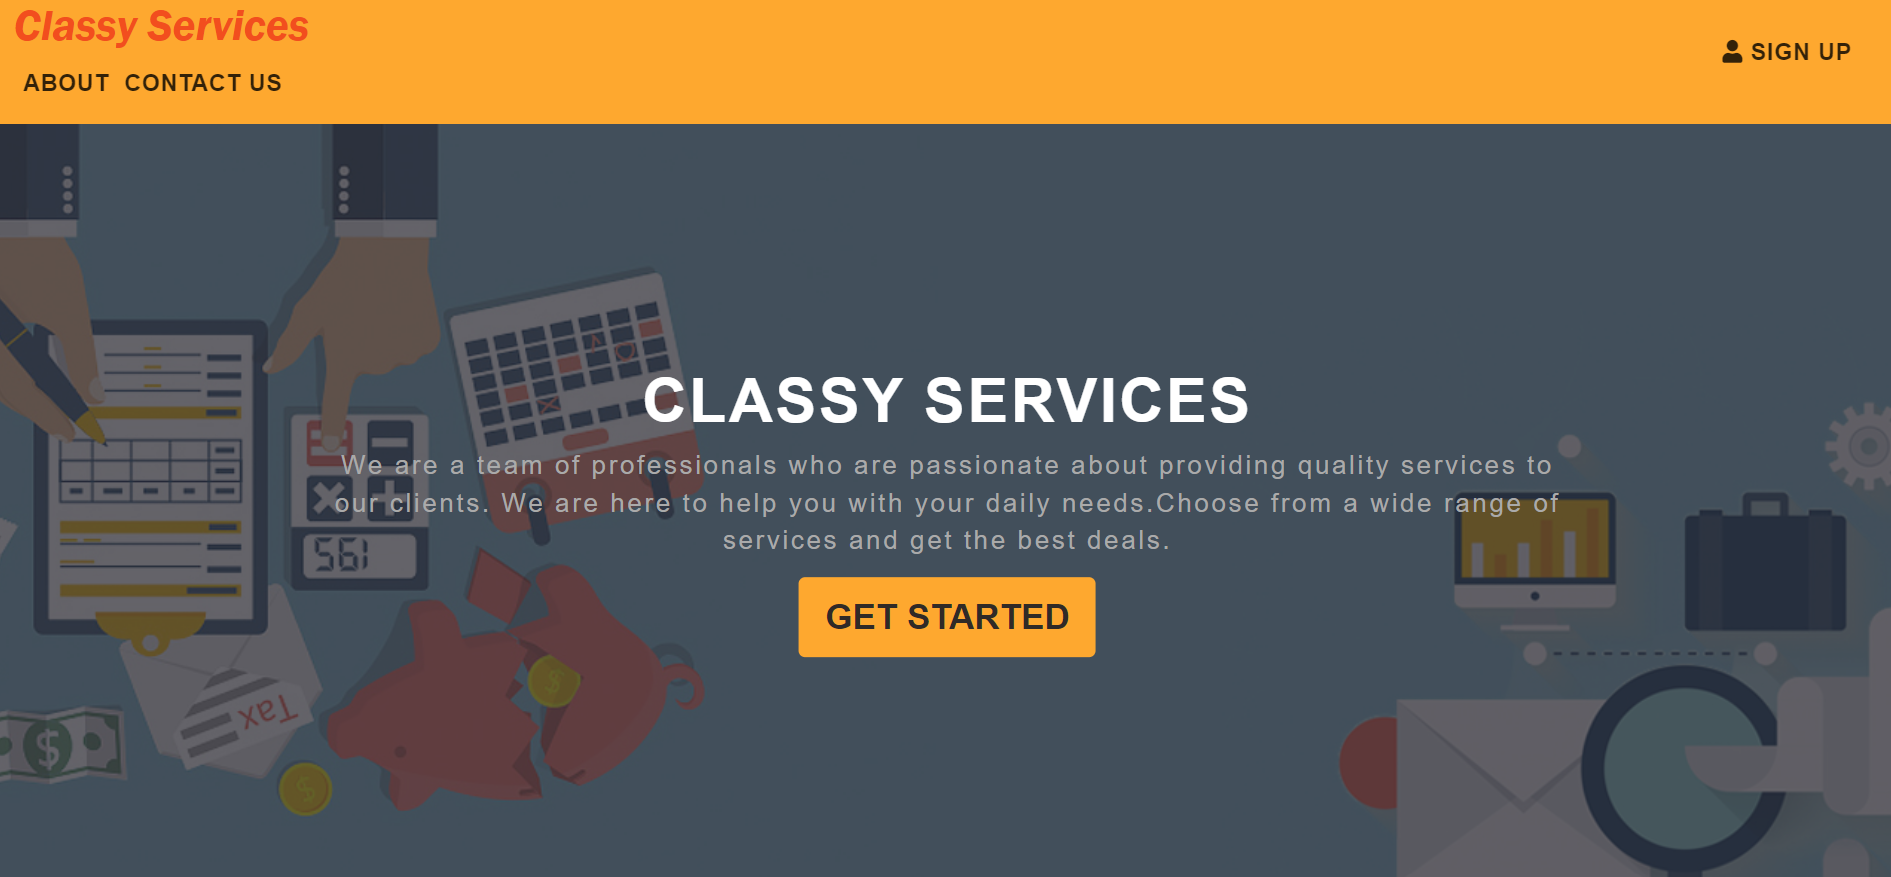 Classy Services
ABOUT CONTACT US
SIGN UP
CLASSY SERVICES
We are a team of professionals who are passionate about providing quality services to
our clients. We are here to help you with your daily needs.Choose from a wide range of
services and get the best deals.
GET STARTED
561
Tax
$
$
$